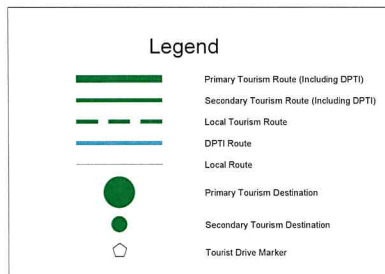 Legend
Primary Tourism Route (Including DPTI)
Secondary Tourism Route (Including DPTI)
Local Tourism Route
DPTI Route
Local Route
Primary Tourism Destination
Secondary Tourism Destination
Tourist Drive Marker